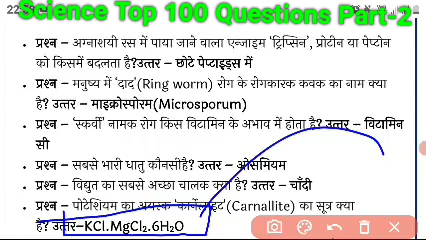 Science Top 100 Questions Part-2
• प्रश्न – अग्नाशयी रस में पाया जाने वाला एन्जाइम 'ट्रिप्सिन', प्रोटीन या पेप्टोन
को किसमें बदलता है?उत्तर – छोटे पेप्टाइड्स में
• प्रश्न – मनुष्य में 'दाद'(Ring worm) रोग के रोगकारक कवक का नाम क्या
है? उत्तर – माइक्रोस्पोरम(Microsporum)
• प्रश्न – 'स्कर्वी' नामक रोग किस विटामिन के अभाव में होता है? उत्तर – विटामिन
सी
• प्रश्न – सबसे भारी धातु कौनसीहै? उत्तर – ओसमियम
• प्रश्न – विद्युत का सबसे अच्छा चालक क्या है? उत्तर – चाँदी
• प्रश्न – पोटेशियम का अयस्क 'कार्नेलाइट'(Carnallite) का सूत्र क्या
है? उत्तर–KCl.MgCl2.6H2O